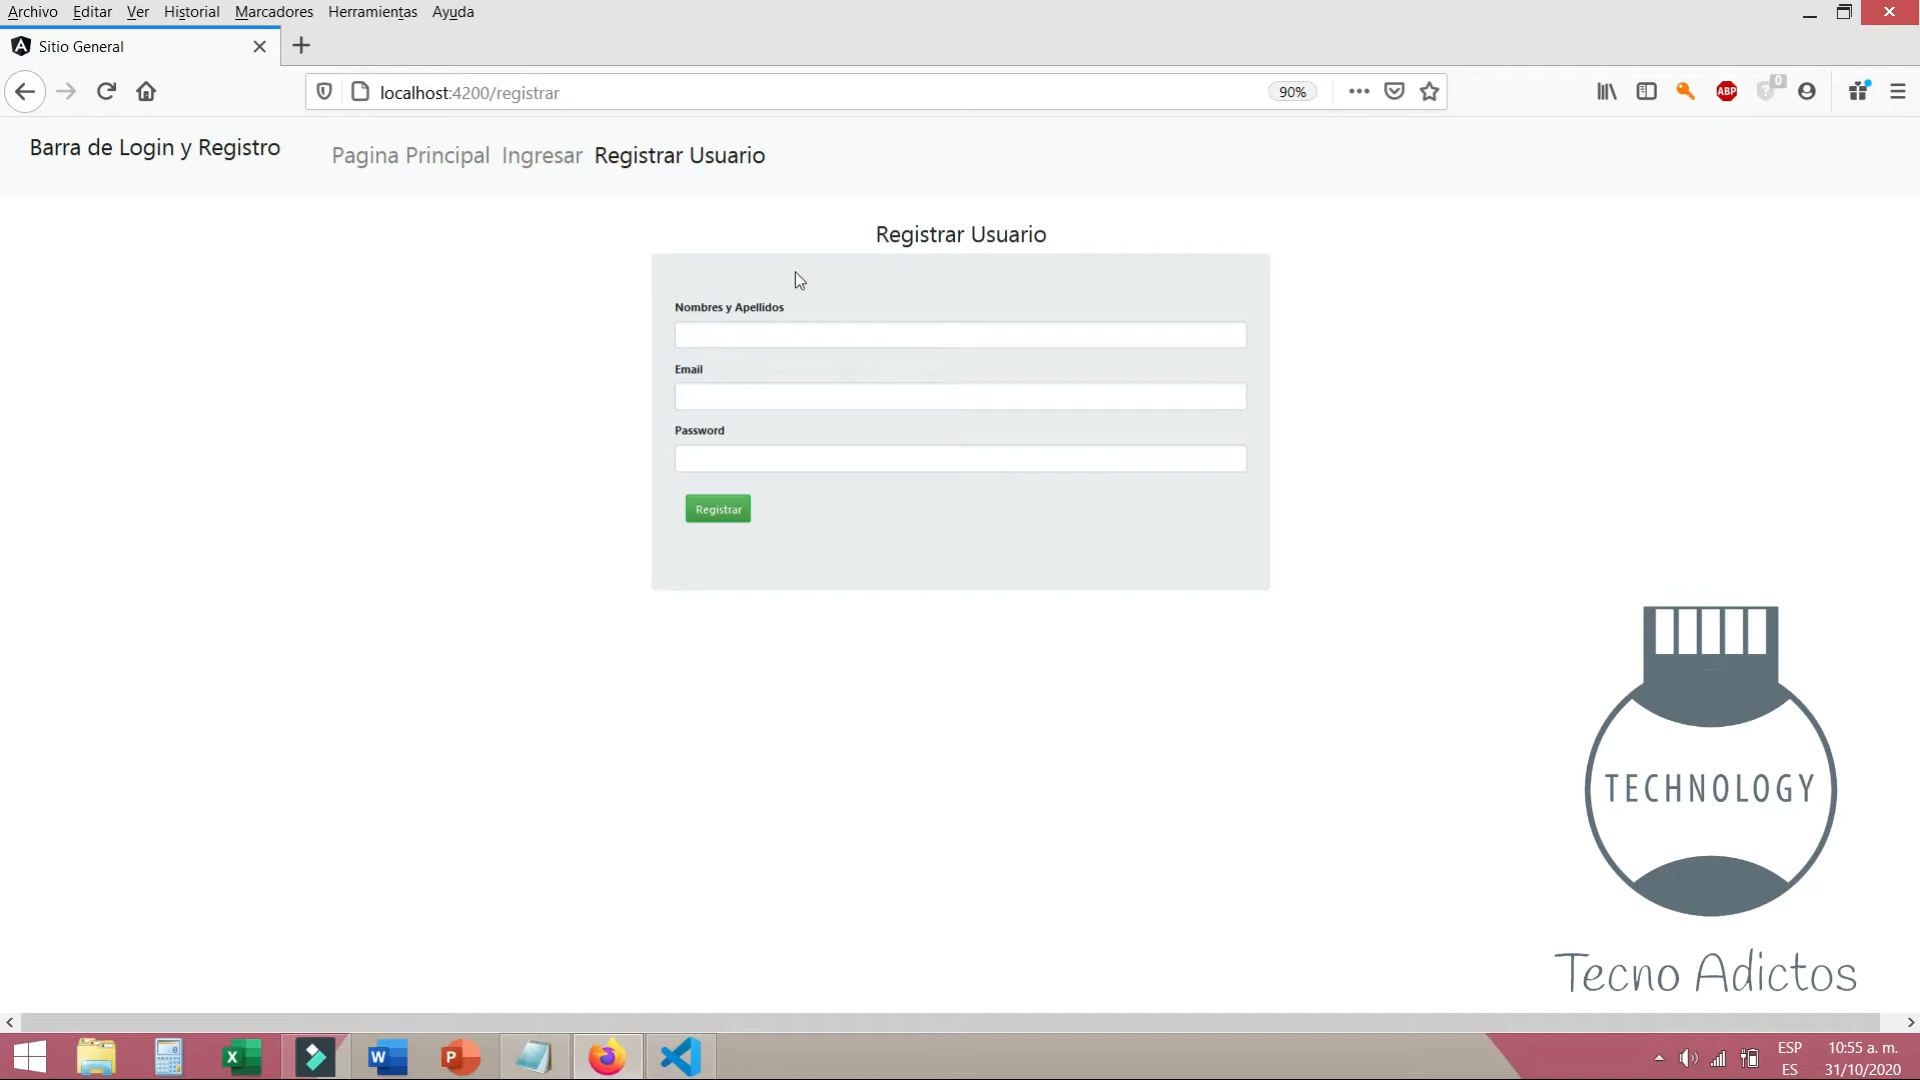 Archivo Editar Ver Historial Marcadores Herramientas Ayuda
Sitio General
localhost:4200/registrar
90%
ABP
0
Barra de Login y Registro
Pagina Principal Ingresar Registrar Usuario
Registrar Usuario
Nombres y Apellidos
Email
Password
Registrar
TECHNOLOGY
Tecno Adictos
ESP
ES
10:55 a. m.
31/10/2020